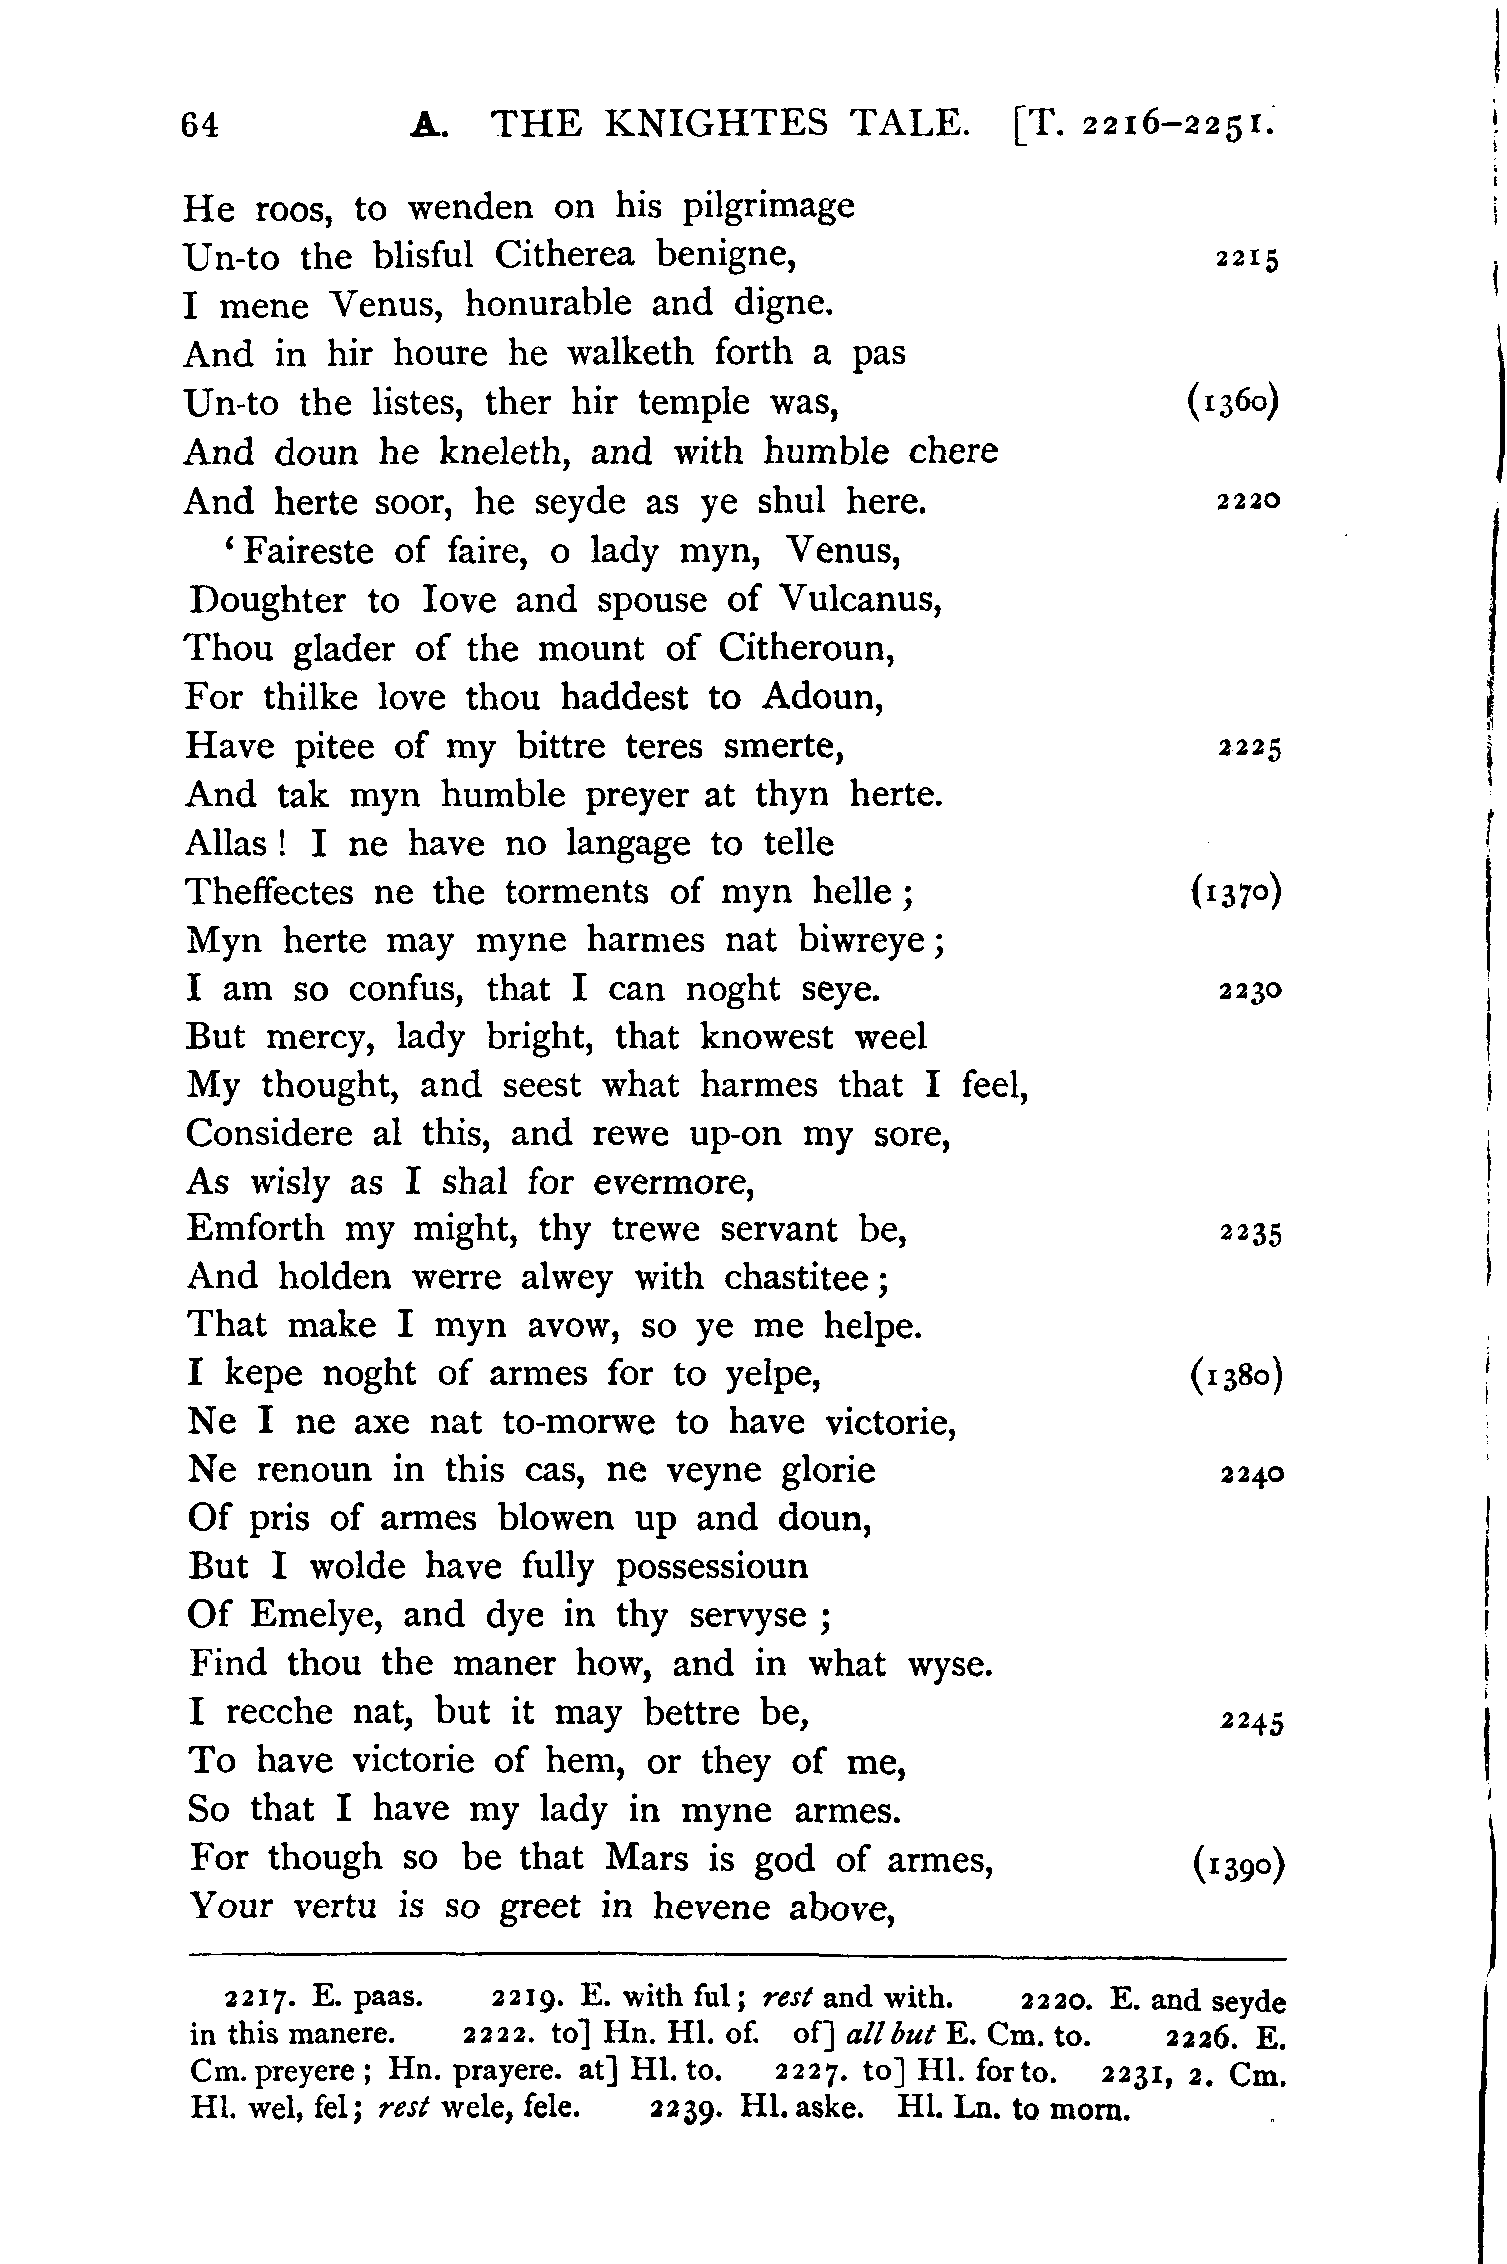 64 A. THE KNIGHTES TALE. [T. 2216–2251.
He roos, to wenden on his pilgrimage
Un-to the blisful Citherea benigne, 2215
I mene Venus, honurable and digne.
And in hir houre he walketh forth a pas
Un-to the listes, ther hir temple was, (1360)
And doun he kneleth, and with humble chere
And herte soor, he seyde as ye shul here. 2220
‘Faireste of faire, o lady myn, Venus,
Doughter to Iove and spouse of Vulcanus,
Thou glader of the mount of Citheroun,
For thilke love thou haddest to Adoun,
Have pitee of my bittre teres smerte, 2225
And tak myn humble preyer at thyn herte.
Allas! I ne have no langage to telle
Theffectes ne the torments of myn helle; (1370)
Myn herte may myne harmes nat biwreye;
I am so confus, that I can noght seye. 2230
But mercy, lady bright, that knowest weel
My thought, and seest what harmes that I feel,
Considere al this, and rewe up-on my sore,
As wisly as I shal for evermore,
Emforth my might, thy trewe servant be, 2235
And holden werre alwey with chastitee;
That make I myn avow, so ye me helpe.
I kepe noght of armes for to yelpe, (1380)
Ne I ne axe nat to-morwe to have victorie,
Ne renoun in this cas, ne veyne glorie 2240
Of pris of armes blowen up and doun,
But I wolde have fully possessioun
Of Emelye, and dye in thy servyse;
Find thou the maner how, and in what wyse.
I recche nat, but it may bettre be, 2245
To have victorie of hem, or they of me,
So that I have my lady in myne armes.
For though so be that Mars is god of armes, (1390)
Your vertu is so greet in hevene above,
2217. E. paas. 2219. E. with ful; rest and with. 2220. E. and seyde
in this manere. 2222. to] Hn. Hl. of. of] all but E. Cm. to. 2226. E.
Cm. preyere; Hn. prayere. at] Hl. to. 2227. to] Hl. for to. 2231, 2. Cm.
Hl. wel, fel; rest wele, fele. 2239. Hl. aske. Hl. Ln. to morn.